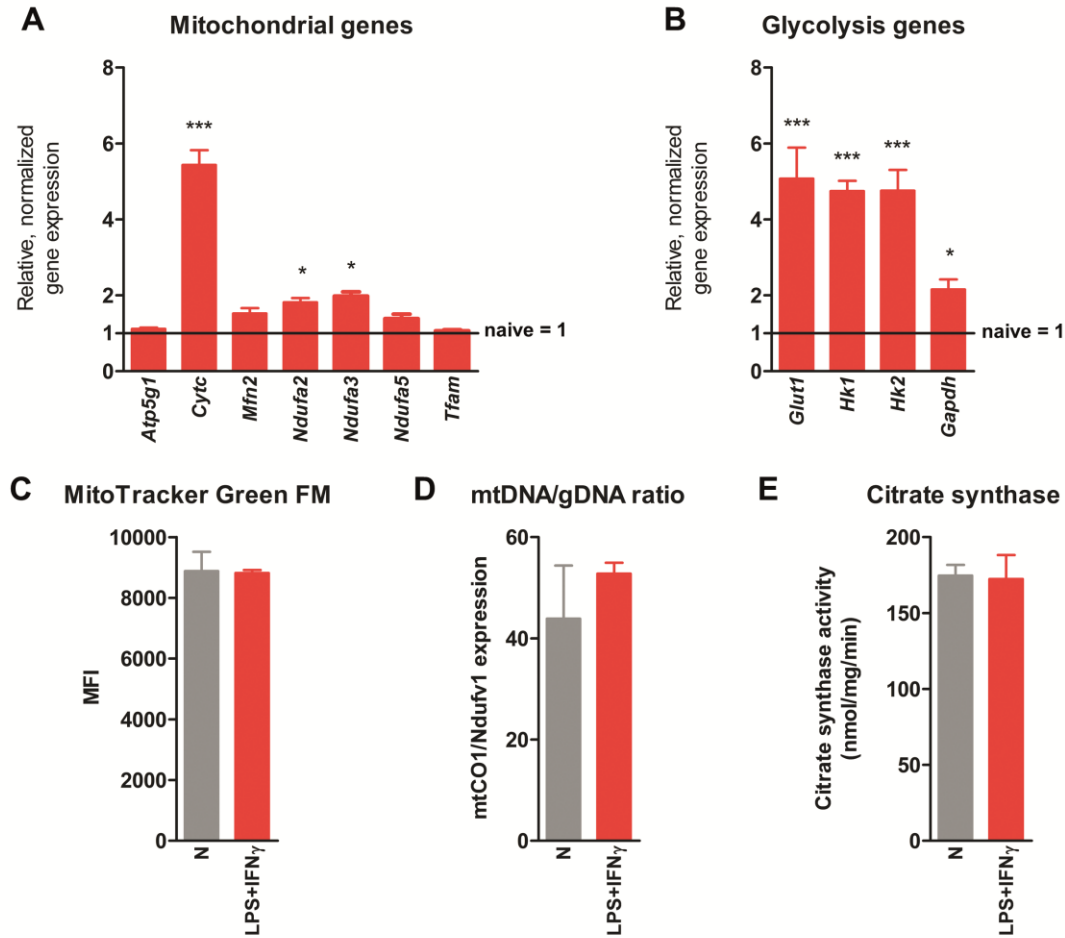 A
Mitochondrial genes
Relative, normalized
gene expression
8
6
4
2
1
0
***
*
*
naive = 1
Atp5g1
Cytc
Mfn2
Ndufa2
Ndufa3
Ndufa5
Tfam
B
Glycolysis genes
Relative, normalized
gene expression
8
6
4
2
1
0
***
***
***
*
naive = 1
Glut1
Hk1
Hk2
Gapdh
C
MitoTracker Green FM
MFI
10000
8000
6000
4000
2000
0
N
LPS+IFNγ
D
mtDNA/gDNA ratio
mtCO1/Ndufv1 expression
60
40
20
0
N
LPS+IFNγ
E
Citrate synthase
Citrate synthase activity
(nmol/mg/min)
200
150
100
50
0
N
LPS+IFNγ